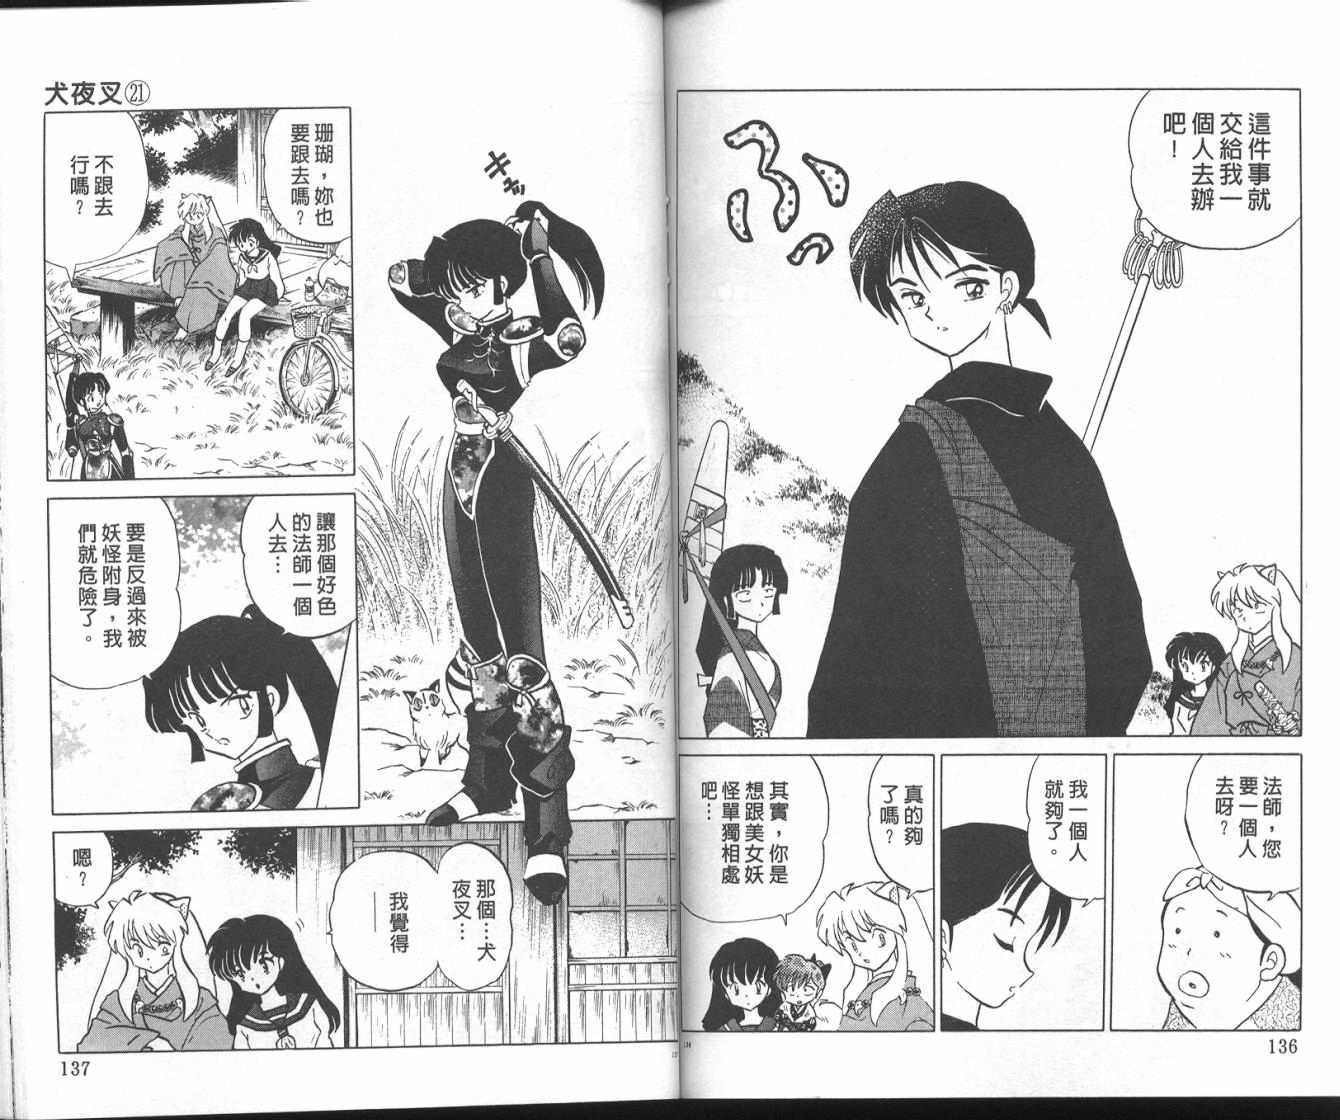 這件事就
交給我一
個人去辦
吧！
ふっ
法師，您
要一個人
去呀？
我一個人
就夠了。
真的夠
了嗎？
其實，你是
想跟美女妖
怪單獨相處
吧…
136
犬夜叉㉑
キュッ
珊瑚，妳也
要跟去嗎？
不跟去
行嗎？
讓那個好色
的法師一個
人去…
要是反過來被
妖怪附身，我
們就危險了。
那個…犬
夜叉…
我覺得
——
嗯？
137